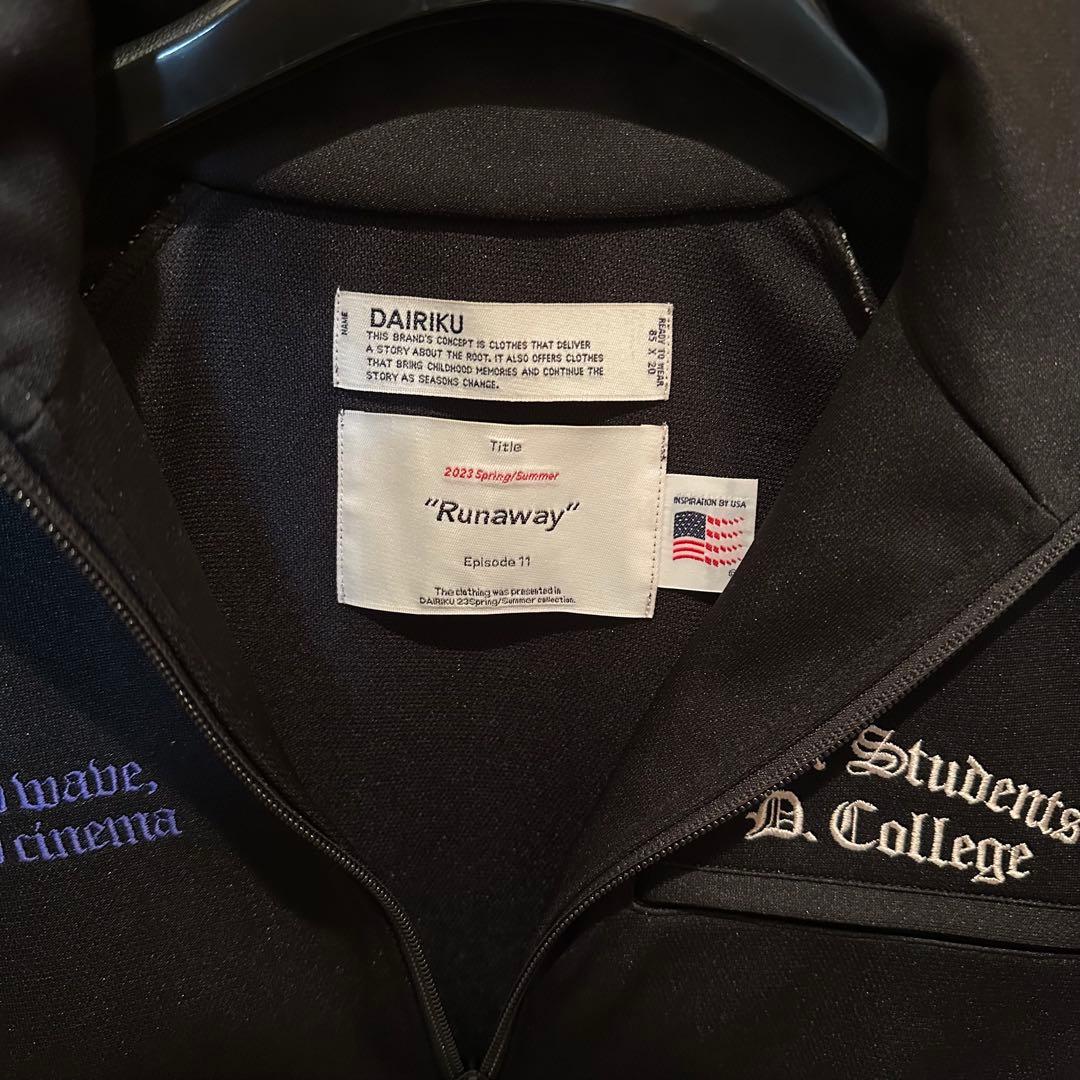 NAME
DAIRIKU
THIS BRAND'S CONCEPT IS CLOTHES THAT DELIVER
A STORY ABOUT THE ROOT. IT ALSO OFFERS CLOTHES
THAT BRING CHILDHOOD MEMORIES AND CONTINUE THE
STORY AS SEASONS CHANGE.
READY TO WEAR
85 X 20
Title
2023 Spring/Summer
"Runaway"
Episode 11
The clothing was presented in
DAIRIKU 23Spring/Summer collection.
INSPIRATION BY USA
wave,
cinema
Students
D. College